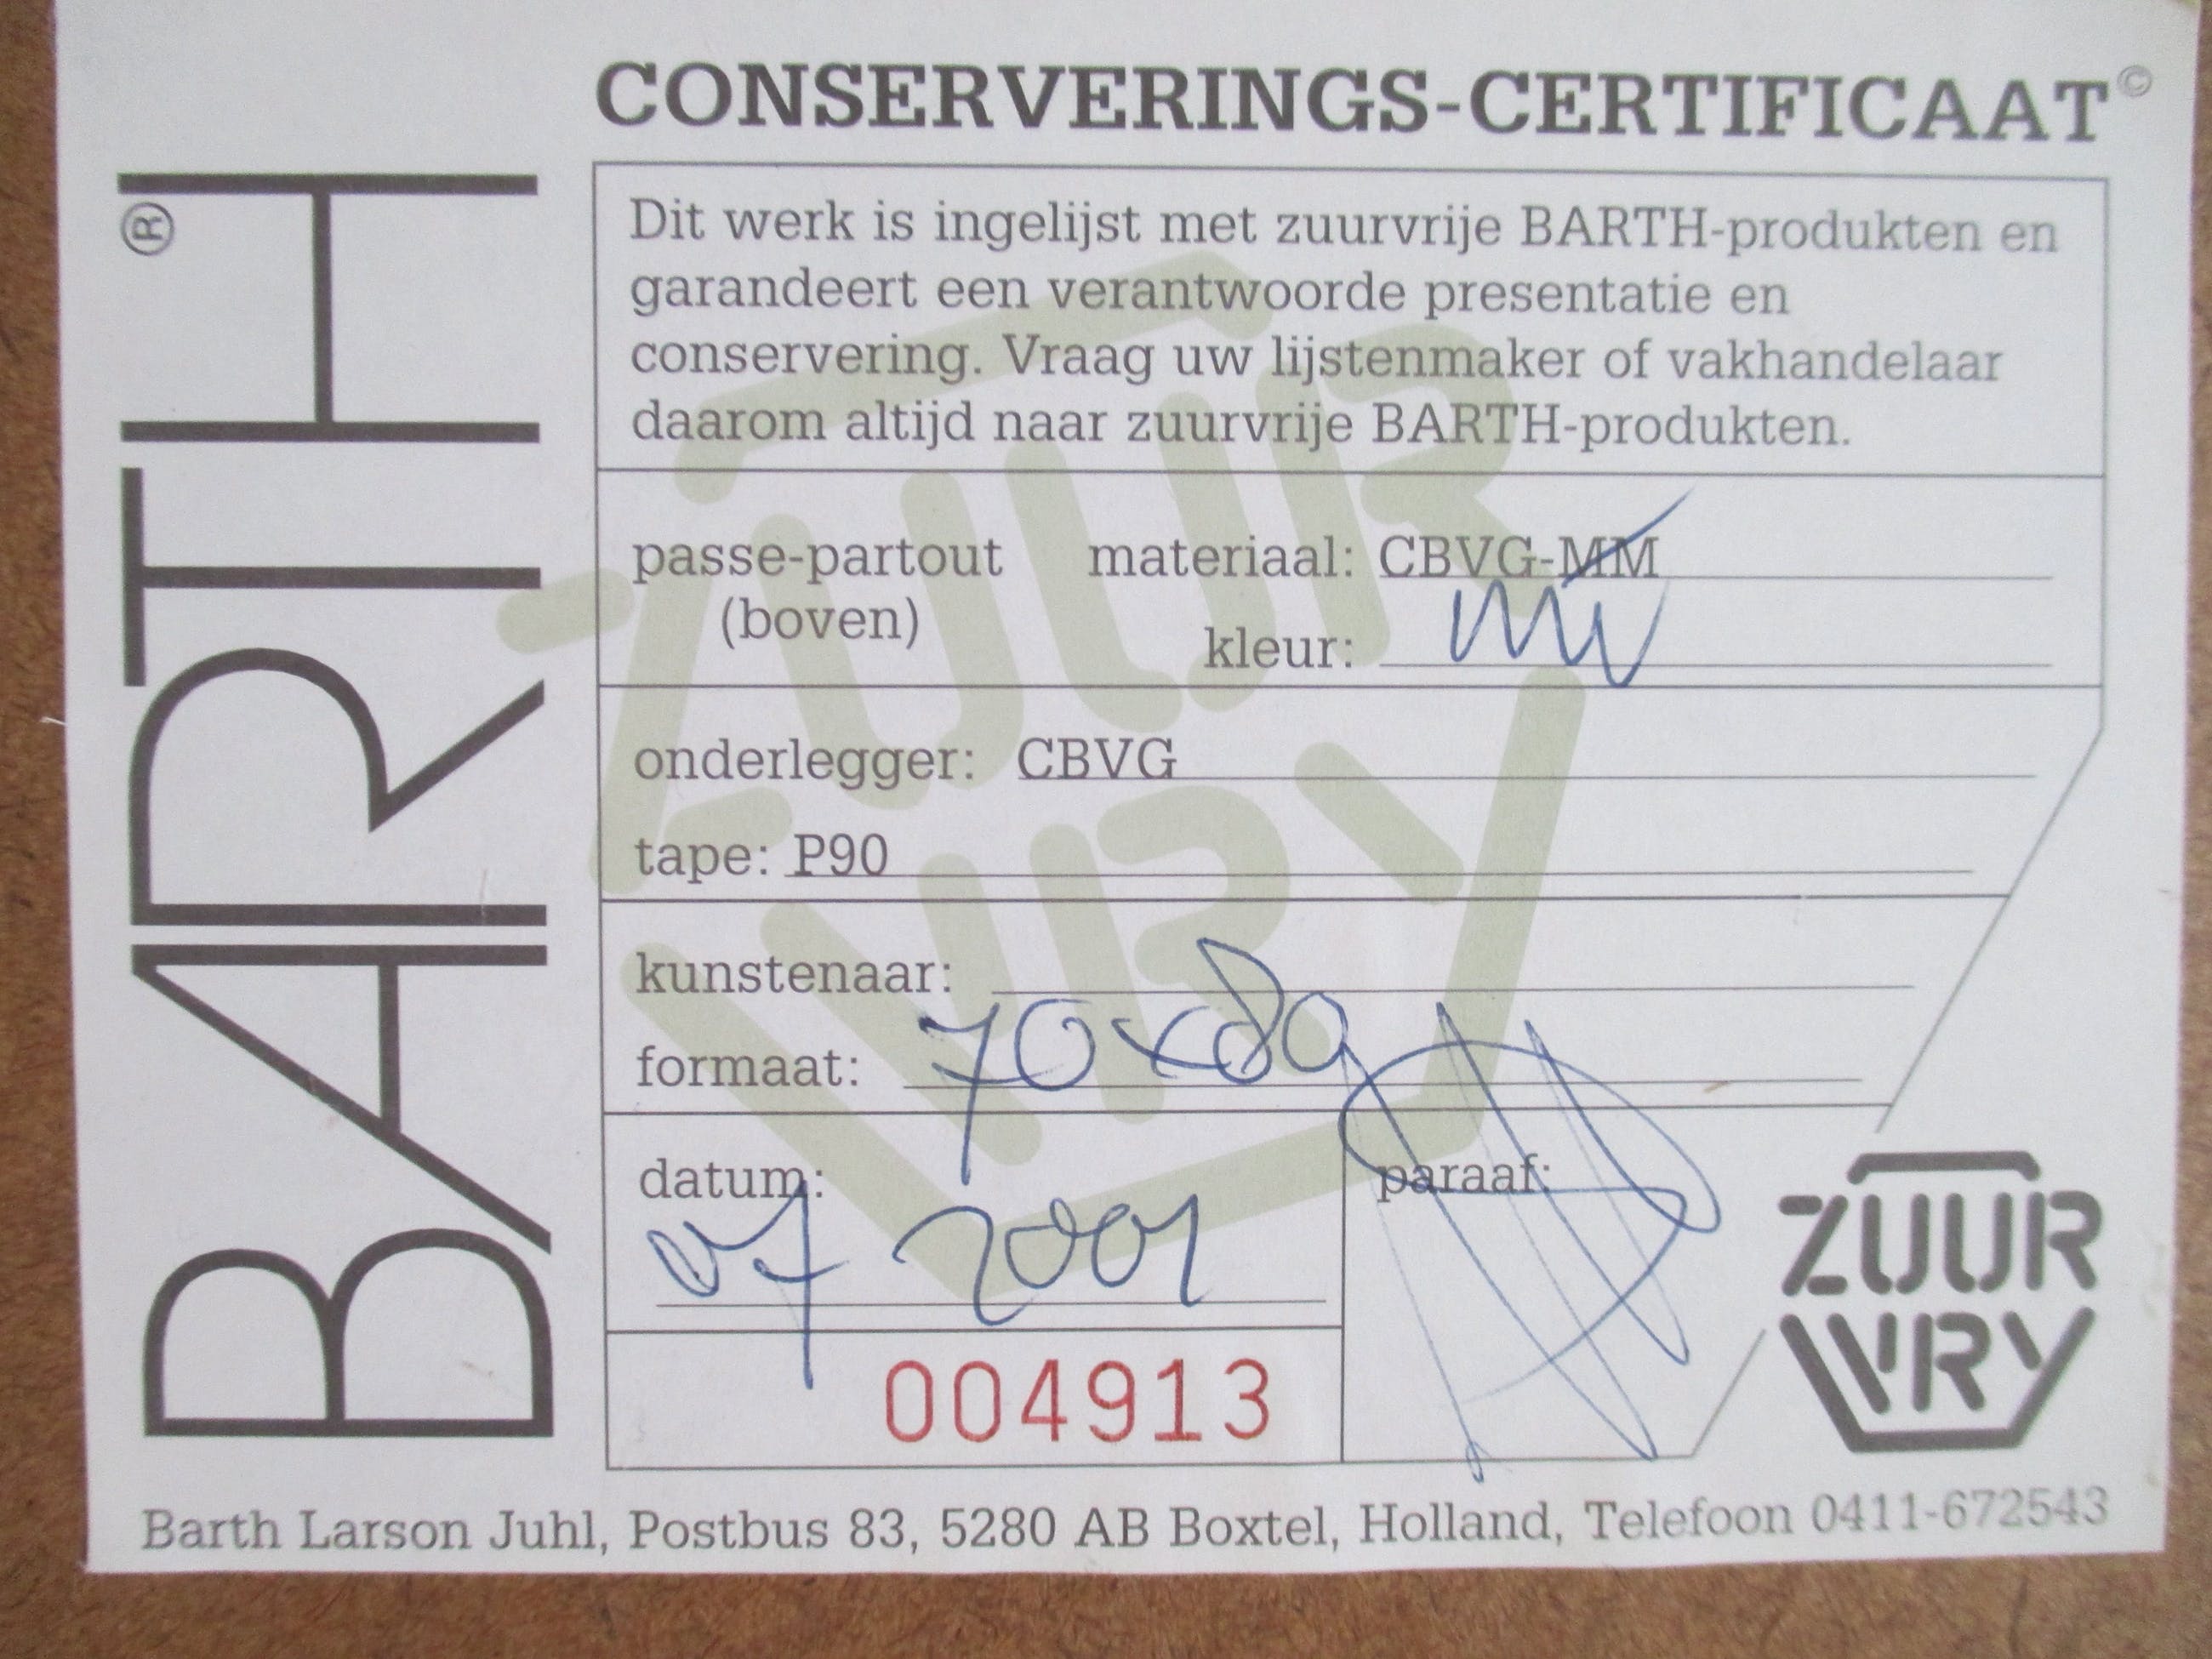 CONSERVERINGS-CERTIFICAAT©
BARTH®
Dit werk is ingelijst met zuurvrije BARTH-produkten en
garandeert een verantwoorde presentatie en
conservering. Vraag uw lijstenmaker of vakhandelaar
daarom altijd naar zuurvrije BARTH-produkten.
passe-partout materiaal: CBVG-MM
(boven)
kleur:
onderlegger: CBVG
tape: P90
kunstenaar:
formaat: 70x80
datum: paraaf:
07 2001
004913
ZUUR
VRY
ZUUR
VRY
Barth Larson Juhl, Postbus 83, 5280 AB Boxtel, Holland, Telefoon 0411-672543